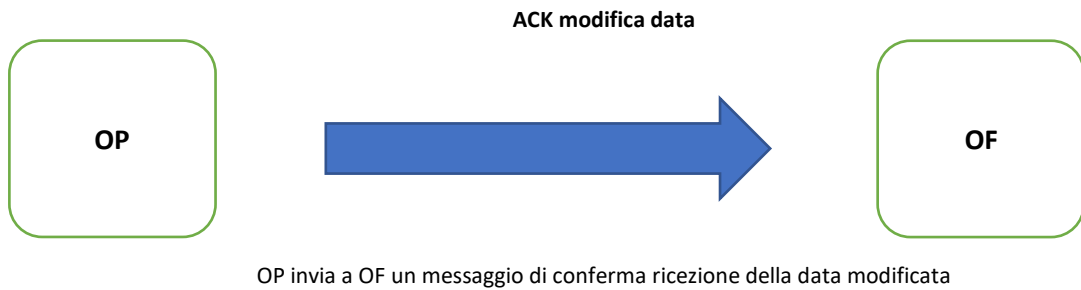 ACK modifica data
OP
OF
OP invia a OF un messaggio di conferma ricezione della data modificata